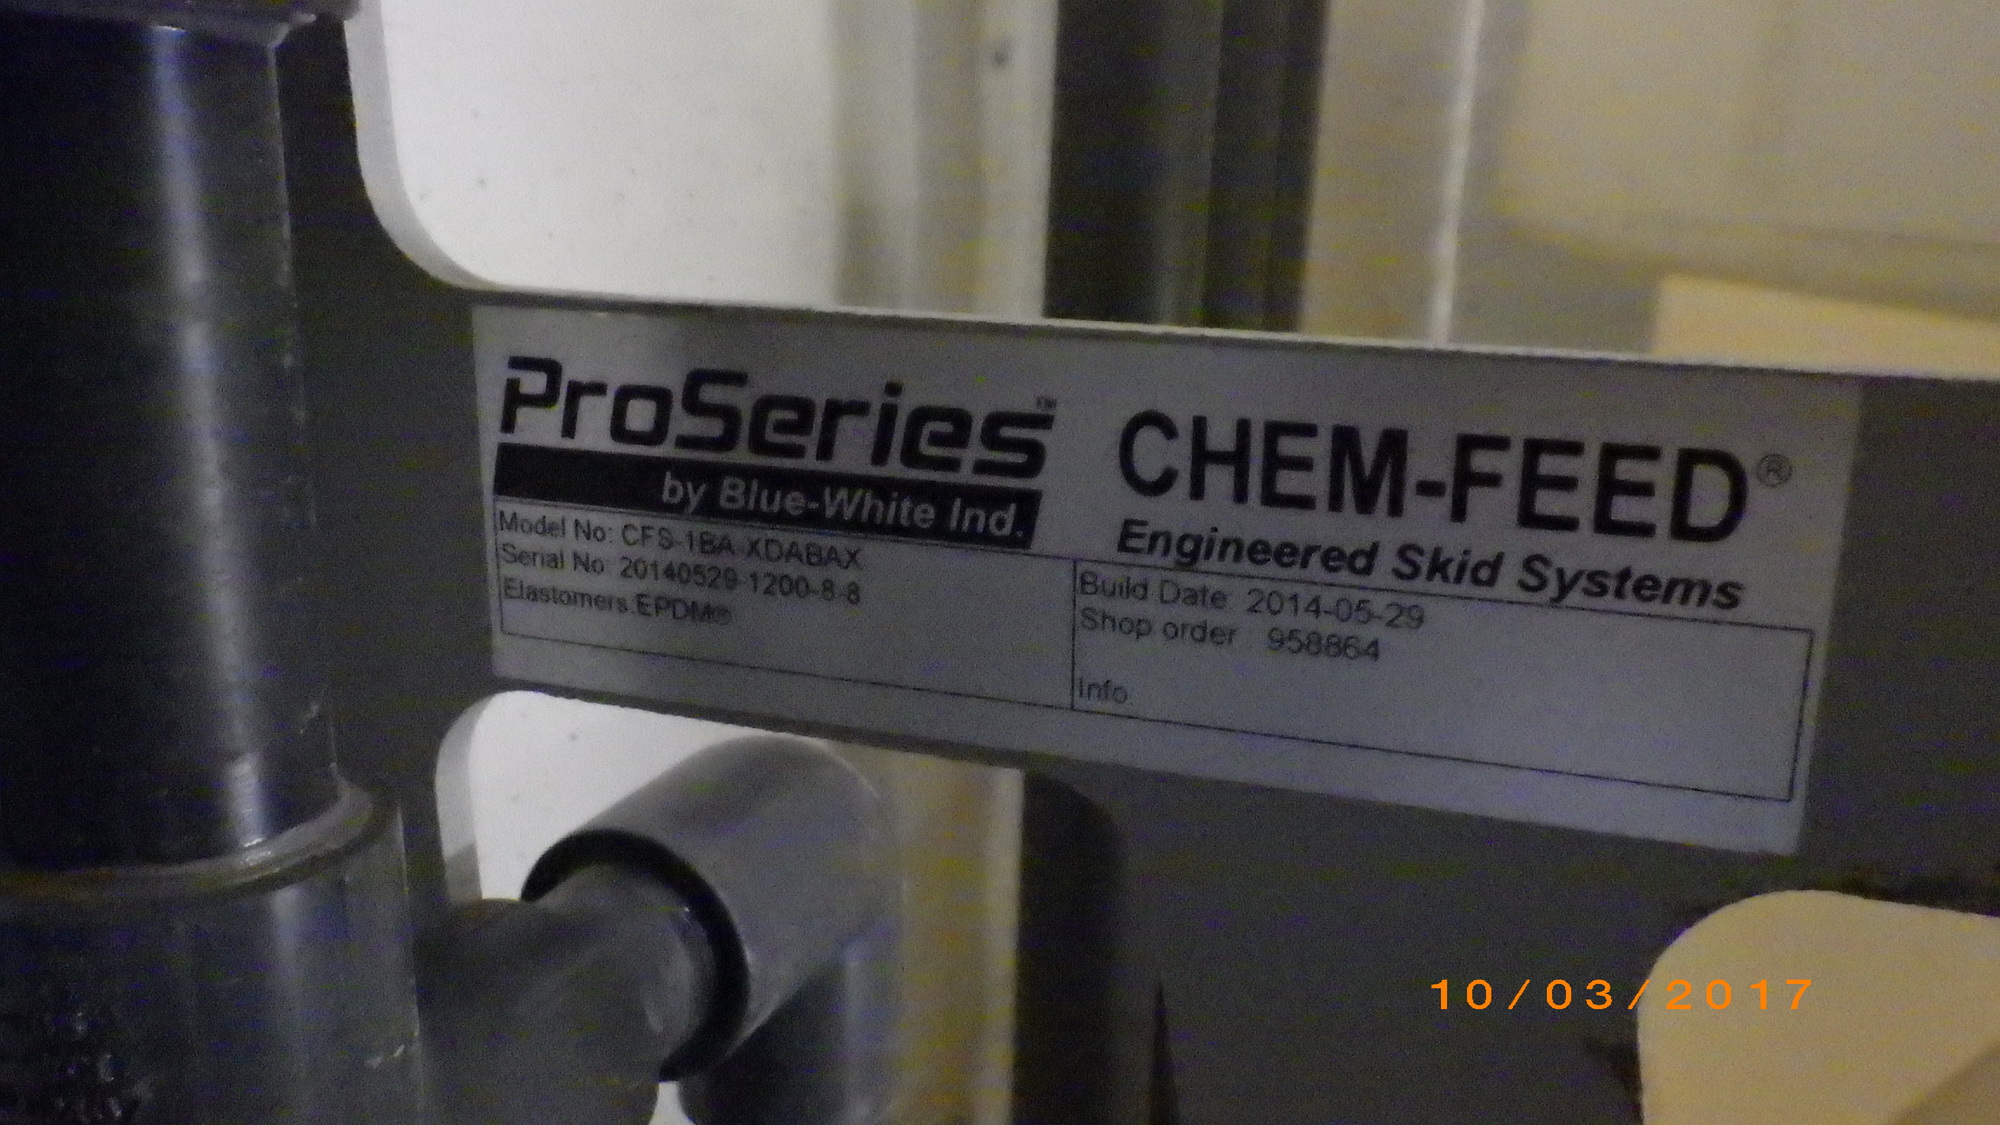 ProSeries™
by Blue-White Ind.
CHEM-FEED®
Engineered Skid Systems
Model No: CFS-1BA-XDABAX
Serial No: 20140529-1200-8-8
Elastomers:EPDM®
Build Date: 2014-05-29
Shop order : 958864
Info:
10/03/2017